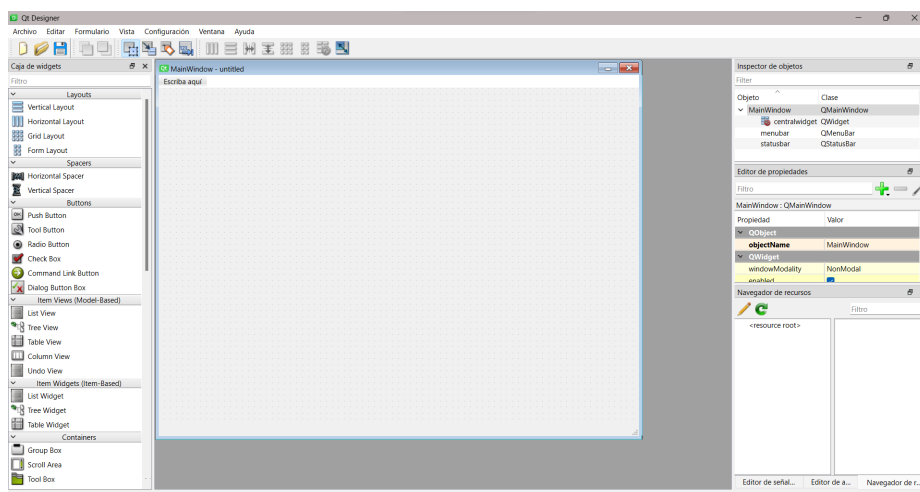 Qt Designer
Archivo Editar Formulario Vista Configuración Ventana Ayuda
Caja de widgets
Filtro
Layouts
Vertical Layout
Horizontal Layout
Grid Layout
Form Layout
Spacers
Horizontal Spacer
Vertical Spacer
Buttons
OK
Push Button
Tool Button
Radio Button
Check Box
Command Link Button
Dialog Button Box
Item Views (Model-Based)
List View
Tree View
Table View
Column View
Undo View
Item Widgets (Item-Based)
List Widget
Tree Widget
Table Widget
Containers
Group Box
Scroll Area
Tool Box
MainWindow - untitled
Escriba aquí
Inspector de objetos
Filter
Objeto Clase
MainWindow QMainWindow
centralwidget QWidget
menubar QMenuBar
statusbar QStatusBar
Editor de propiedades
Filtro
MainWindow : QMainWindow
Propiedad Valor
QObject
objectName MainWindow
QWidget
windowModality NonModal
enabled
Navegador de recursos
Filtro
<resource root>
Editor de señal... Editor de a... Navegador de r...